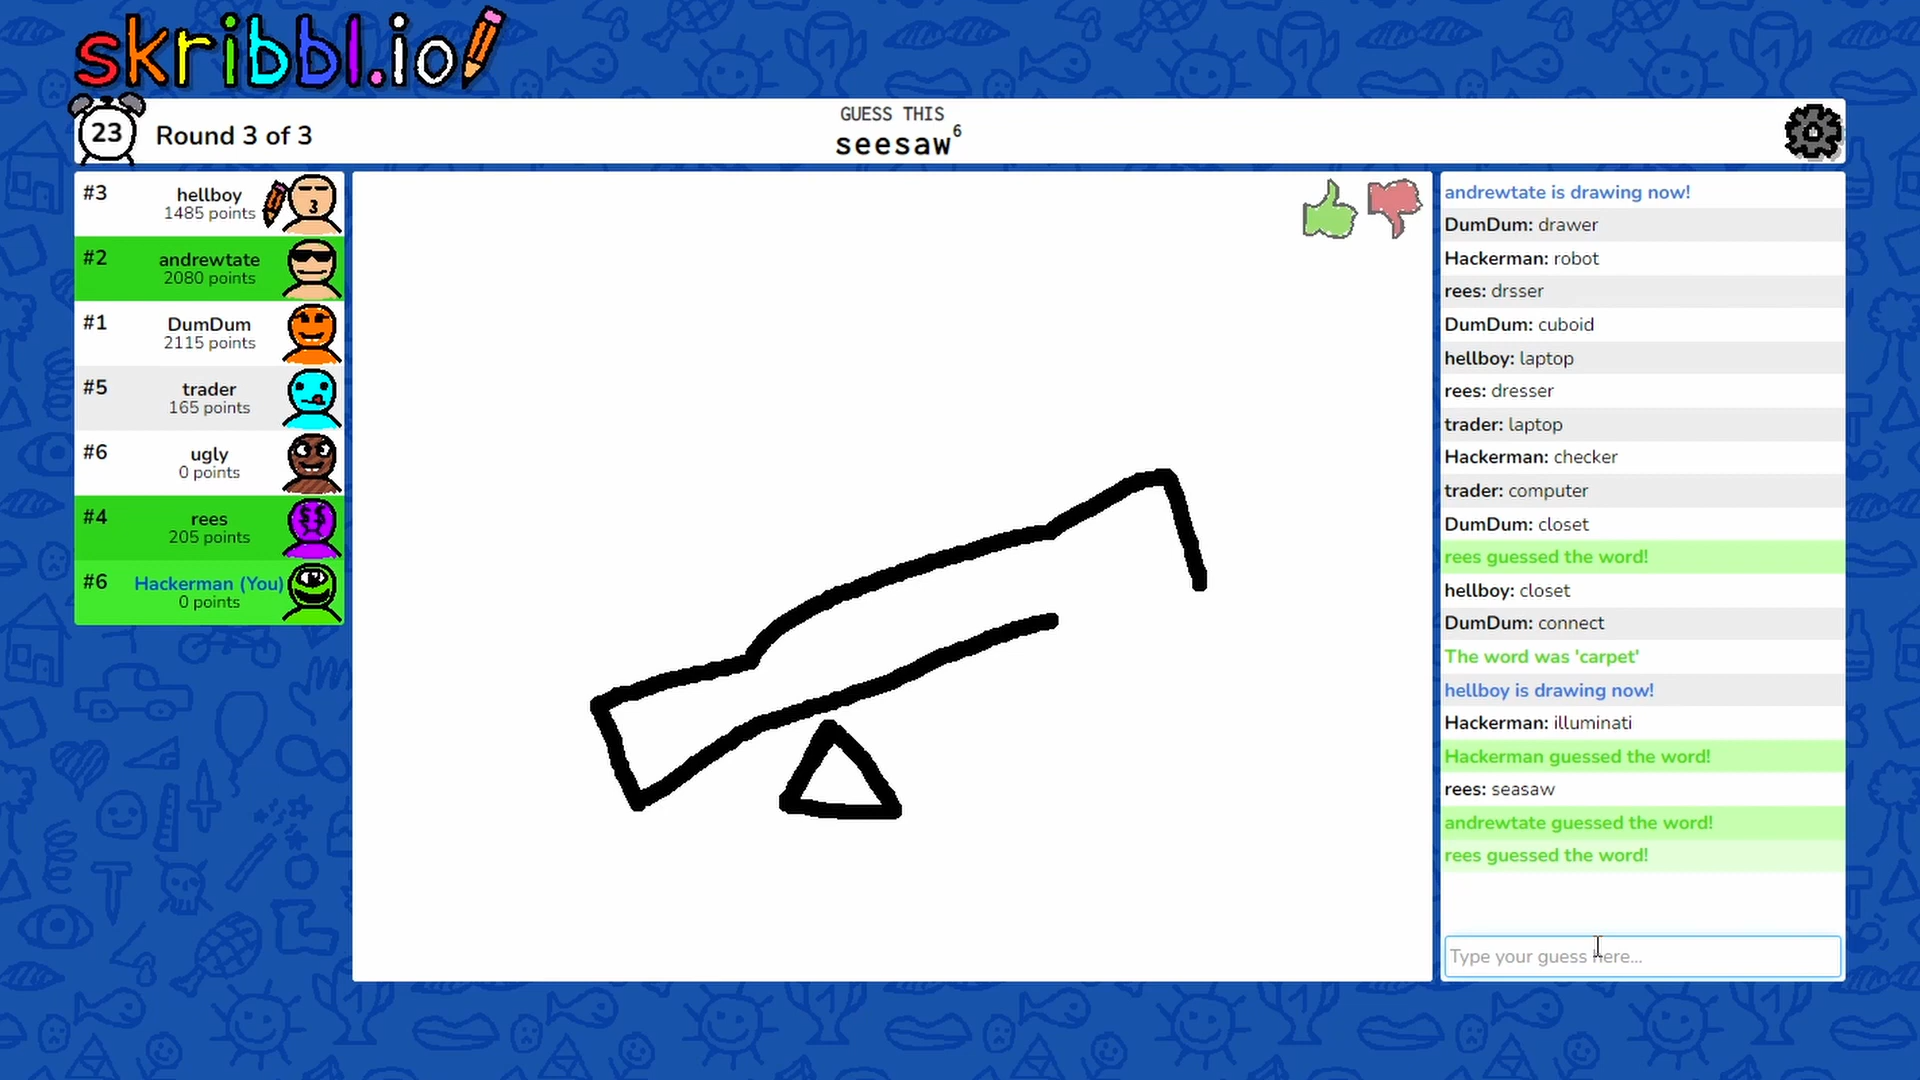 skribbl.io
23
Round 3 of 3
GUESS THIS
seesaw6
#3 hellboy
1485 points
#2 andrewtate
2080 points
#1 DumDum
2115 points
#5 trader
165 points
#6 ugly
0 points
#4 rees
205 points
#6 Hackerman (You)
0 points
andrewtate is drawing now!
DumDum: drawer
Hackerman: robot
rees: drsser
DumDum: cuboid
hellboy: laptop
rees: dresser
trader: laptop
Hackerman: checker
trader: computer
DumDum: closet
rees guessed the word!
hellboy: closet
DumDum: connect
The word was 'carpet'
hellboy is drawing now!
Hackerman: illuminati
Hackerman guessed the word!
rees: seasaw
andrewtate guessed the word!
rees guessed the word!
Type your guess here...